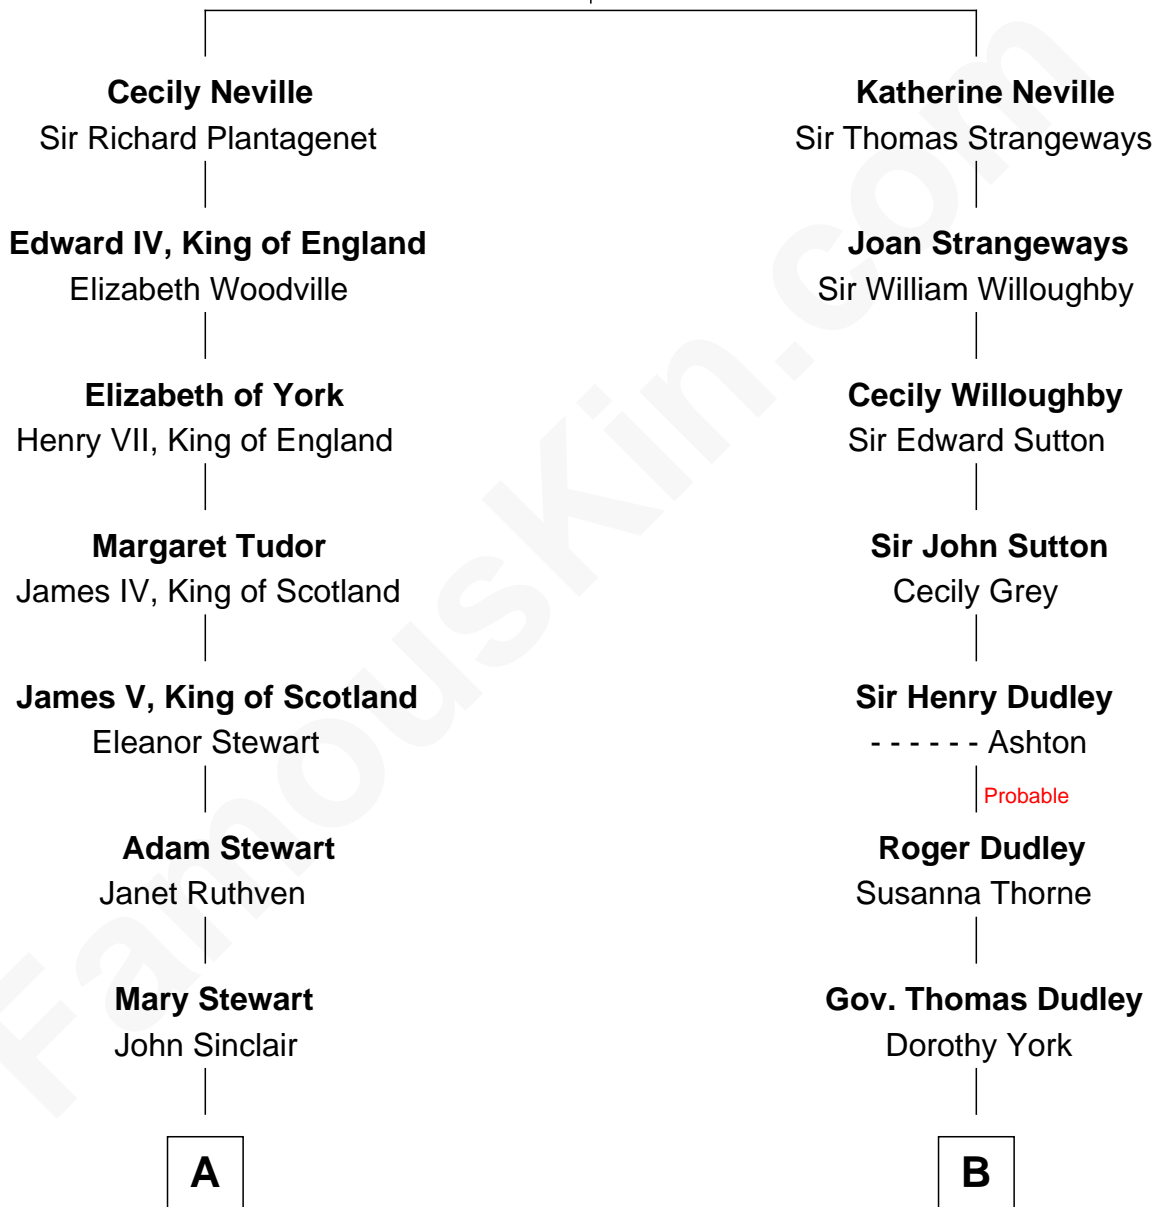 Cecily Neville
Sir Richard Plantagenet
Edward IV, King of England
Elizabeth Woodville
Elizabeth of York
Henry VII, King of England
Margaret Tudor
James IV, King of Scotland
James V, King of Scotland
Eleanor Stewart
Adam Stewart
Janet Ruthven
Mary Stewart
John Sinclair
A
Katherine Neville
Sir Thomas Strangeways
Joan Strangeways
Sir William Willoughby
Cecily Willoughby
Sir Edward Sutton
Sir John Sutton
Cecily Grey
Sir Henry Dudley
- - - - - - Ashton
Probable
Roger Dudley
Susanna Thorne
Gov. Thomas Dudley
Dorothy York
B
FamousKin.com